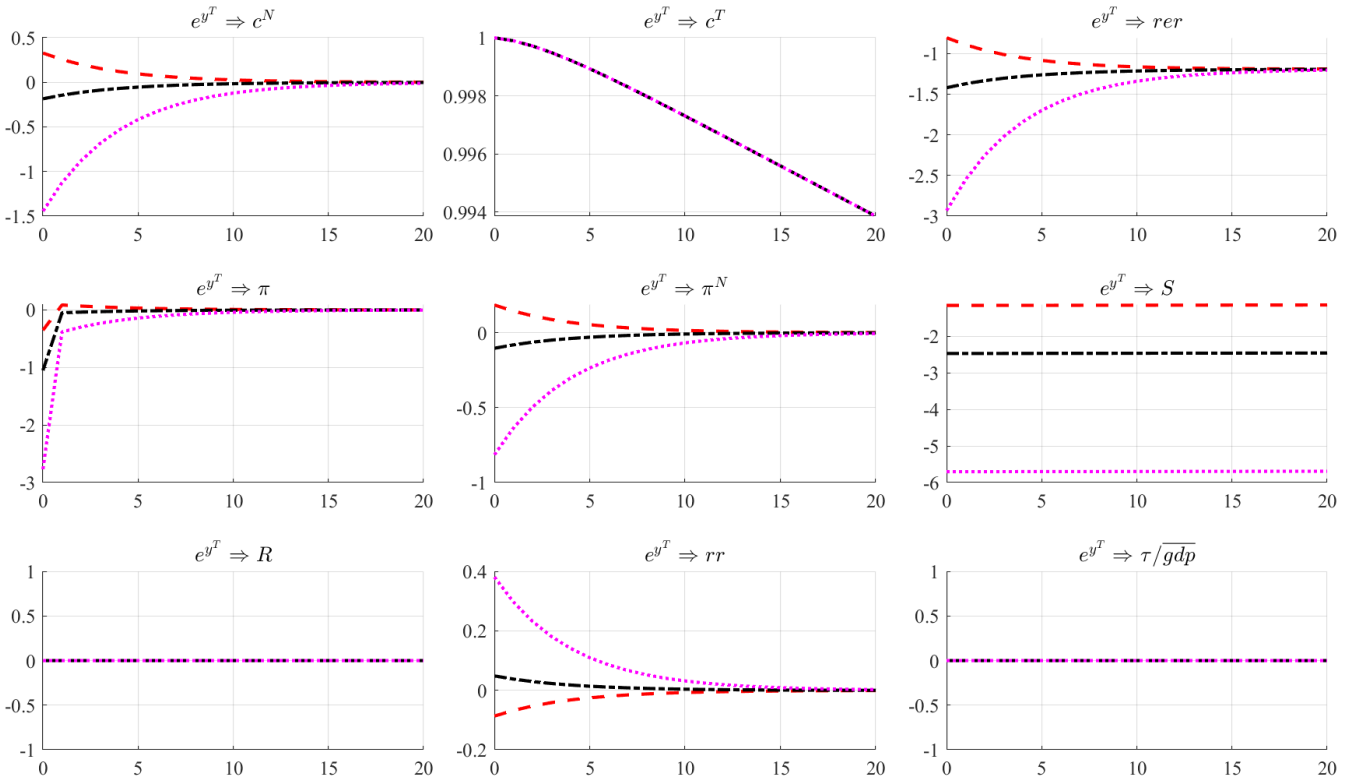 e^{y^T} ⇒ c^N
0.5
0
-0.5
-1
-1.5
0 5 10 15 20
e^{y^T} ⇒ c^T
1
0.998
0.996
0.994
0 5 10 15 20
e^{y^T} ⇒ rer
-1
-1.5
-2
-2.5
-3
0 5 10 15 20
e^{y^T} ⇒ π
0
-1
-2
-3
0 5 10 15 20
e^{y^T} ⇒ π^N
0
-0.5
-1
0 5 10 15 20
e^{y^T} ⇒ S
-2
-3
-4
-5
-6
0 5 10 15 20
e^{y^T} ⇒ R
1
0.5
0
-0.5
-1
0 5 10 15 20
e^{y^T} ⇒ rr
0.4
0.2
0
-0.2
0 5 10 15 20
e^{y^T} ⇒ τ/\overline{gdp}
1
0.5
0
-0.5
-1
0 5 10 15 20